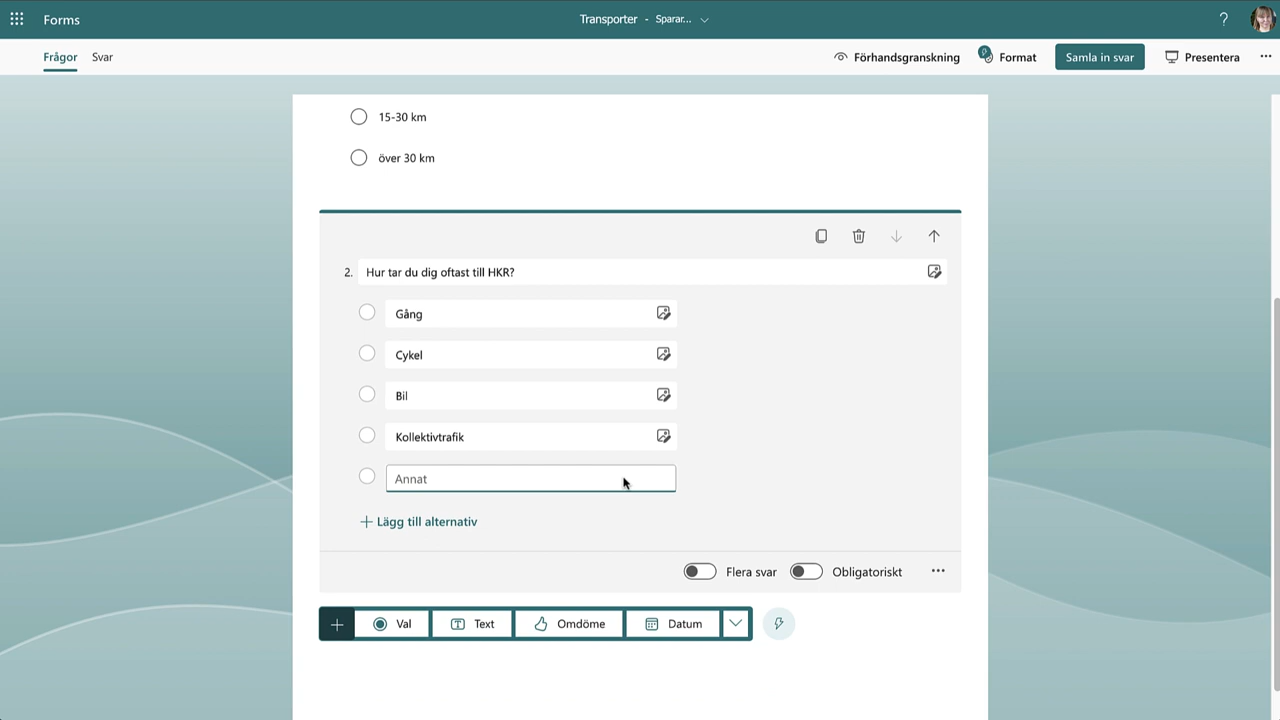 Forms
Transporter - Sparar...
?
Frågor
Svar
Förhandsgranskning
Format
Samla in svar
Presentera
15-30 km
över 30 km
2. Hur tar du dig oftast till HKR?
Gång
Cykel
Bil
Kollektivtrafik
Annat
+ Lägg till alternativ
Flera svar
Obligatoriskt
Val
Text
Omdöme
Datum